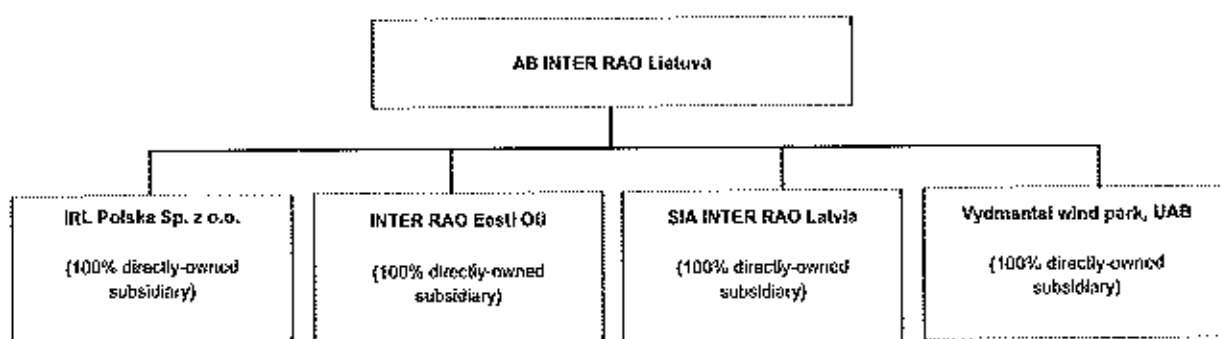 AB INTER RAO Lietuva
IRL Polska Sp. z o.o.
(100% directly-owned
subsidiary)
INTER RAO Eesti OÜ
(100% directly-owned
subsidiary)
SIA INTER RAO Latvia
(100% directly-owned
subsidiary)
Vydmantai wind park, UAB
(100% directly-owned
subsidiary)